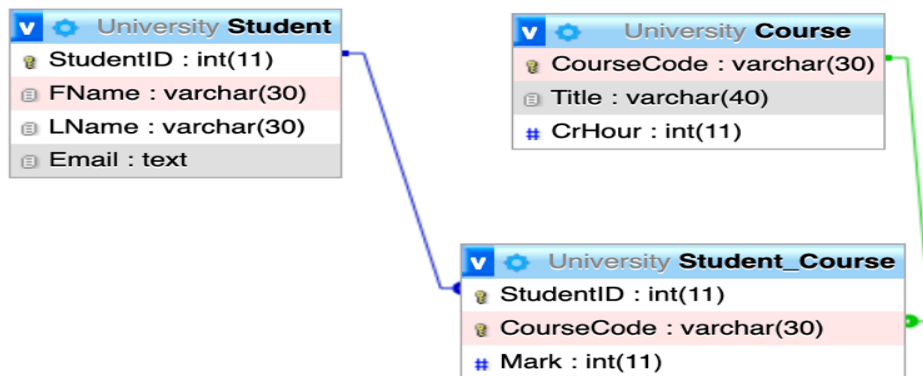 University Student
StudentID : int(11)
FName : varchar(30)
LName : varchar(30)
Email : text
University Course
CourseCode : varchar(30)
Title : varchar(40)
# CrHour : int(11)
University Student_Course
StudentID : int(11)
CourseCode : varchar(30)
# Mark : int(11)